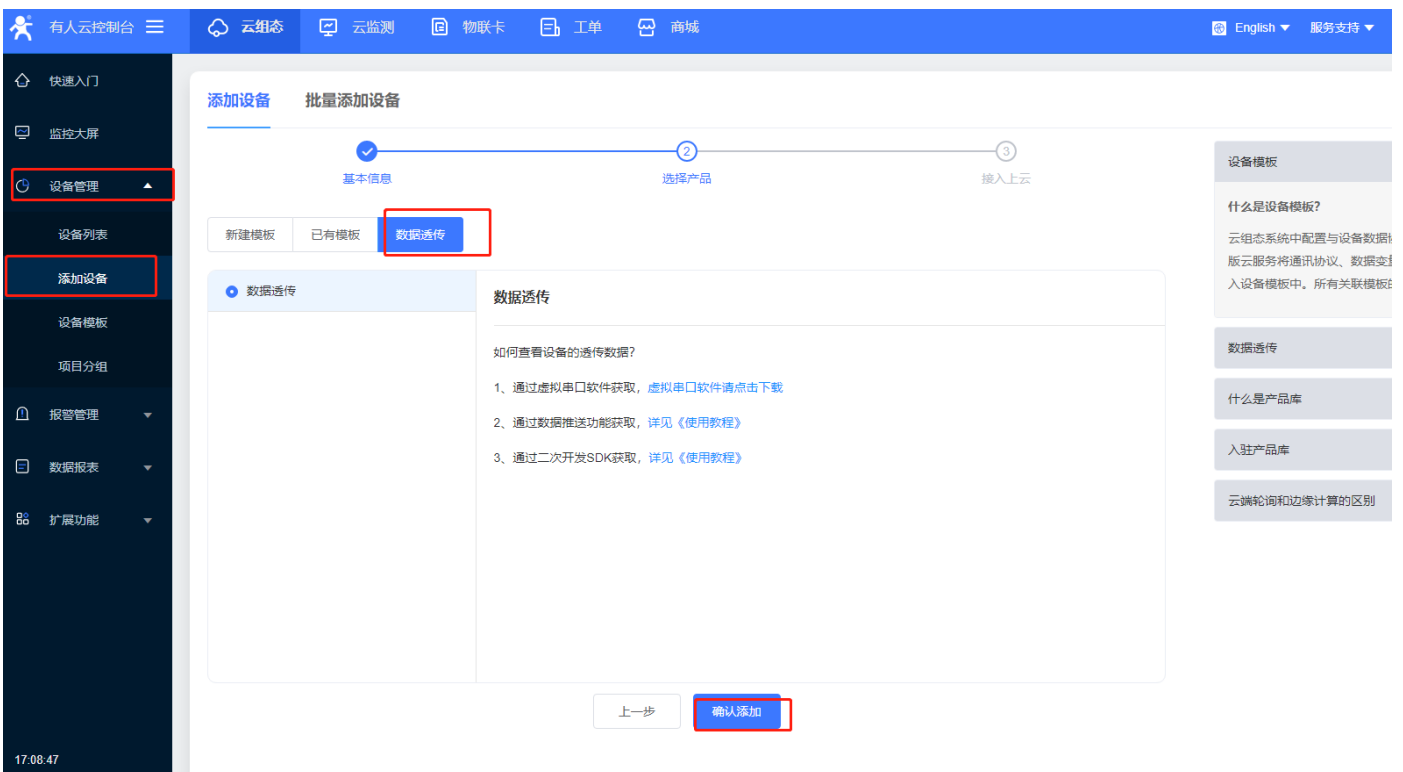 有人云控制台
云组态
云监测
物联卡
工单
商城
English
服务支持
快速入门
监控大屏
设备管理
设备列表
添加设备
设备模板
项目分组
报警管理
数据报表
扩展功能
17:08:47
添加设备
批量添加设备
基本信息
2
选择产品
3
接入上云
新建模板
已有模板
数据透传
数据透传
数据透传
如何查看设备的透传数据?
1、通过虚拟串口软件获取，虚拟串口软件请点击下载
2、通过数据推送功能获取，详见《使用教程》
3、通过二次开发SDK获取，详见《使用教程》
上一步
确认添加
设备模板
什么是设备模板?
云组态系统中配置与设备数据
版云服务将通讯协议、数据变
入设备模板中。所有关联模板
数据透传
什么是产品库
入驻产品库
云端轮询和边缘计算的区别